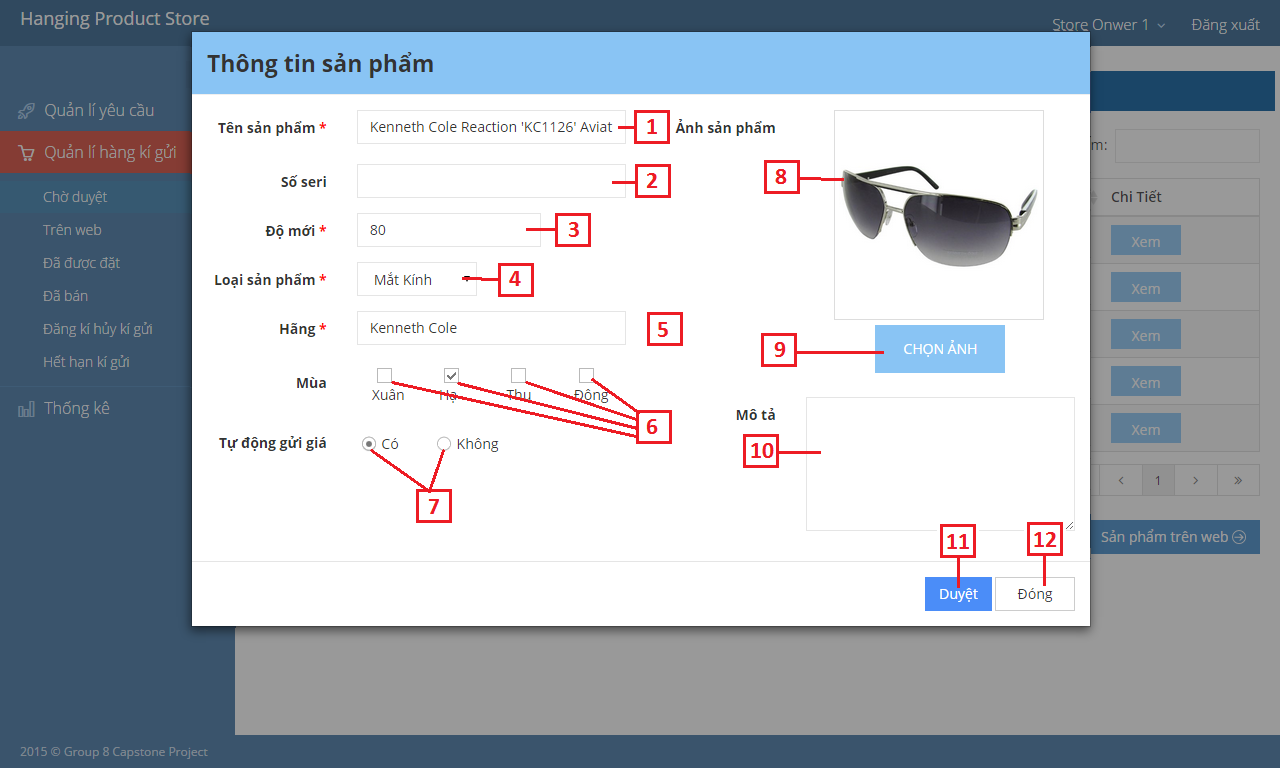 Hanging Product Store
Store Onwer 1
Đăng xuất
Quản lí yêu cầu
Quản lí hàng kí gửi
Chờ duyệt
Trên web
Đã được đặt
Đã bán
Đăng kí hủy kí gửi
Hết hạn kí gửi
Thống kê
Thông tin sản phẩm
Tên sản phẩm *
Kenneth Cole Reaction 'KC1126' Aviat
1
Ảnh sản phẩm
Số seri
2
8
Độ mới *
80
3
Loại sản phẩm *
Mắt Kính
4
Hãng *
Kenneth Cole
5
9
CHỌN ẢNH
Mùa
Xuân
Hạ
Thu
Đông
6
Mô tả
10
Tự động gửi giá
Có
Không
7
11
12
Duyệt
Đóng
Chi Tiết
Xem
Xem
Xem
Xem
Xem
‹ 1 › »
Sản phẩm trên web
2015 © Group 8 Capstone Project